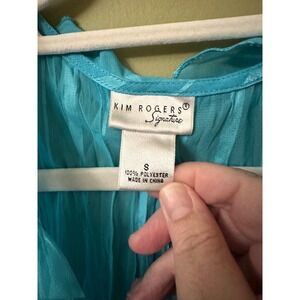 KIM ROGERS®
Signature
S
100% POLYESTER
MADE IN CHINA